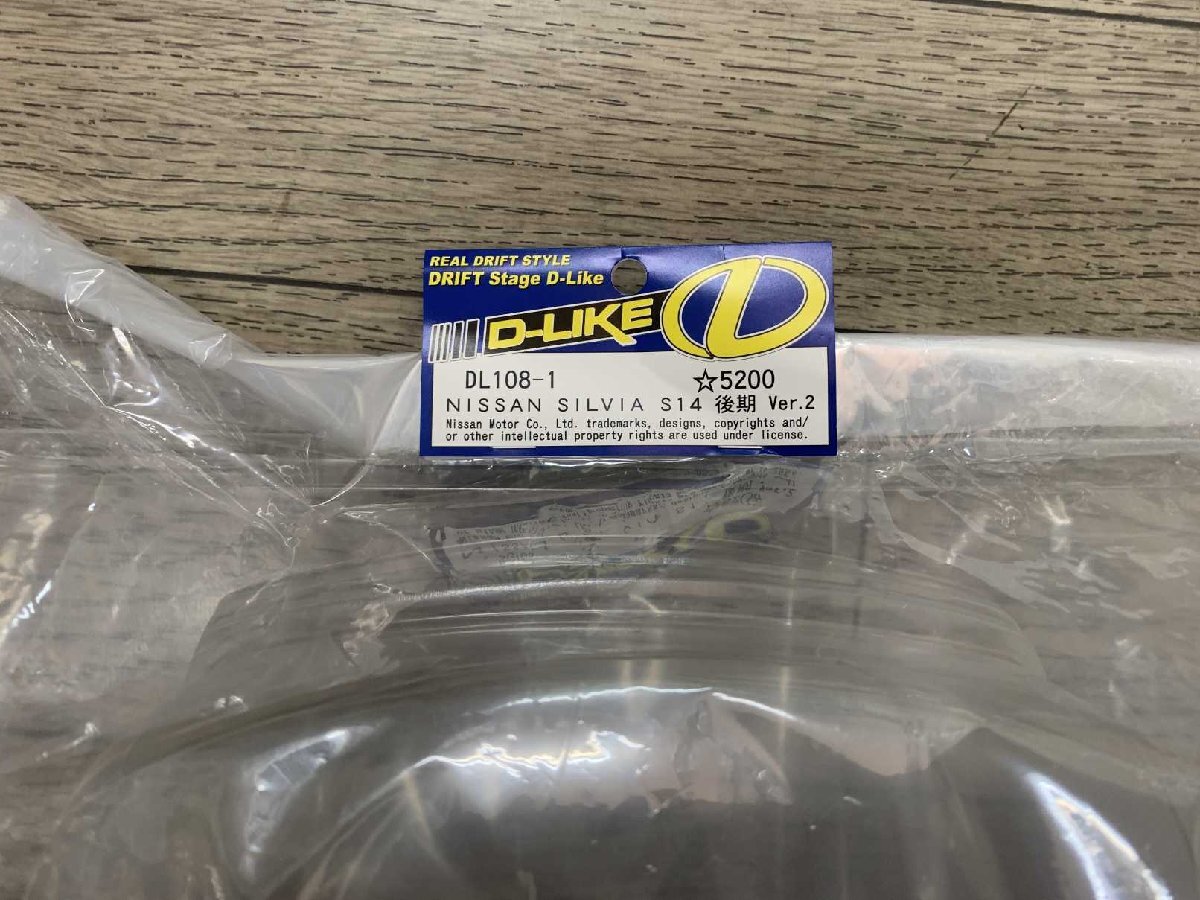 REAL DRIFT STYLE
DRIFT Stage D-Like
D-LIKE
DL108-1 ☆5200
NISSAN SILVIA S14 後期 Ver.2
Nissan Motor Co., Ltd. trademarks, designs, copyrights and/
or other intellectual property rights are used under license.